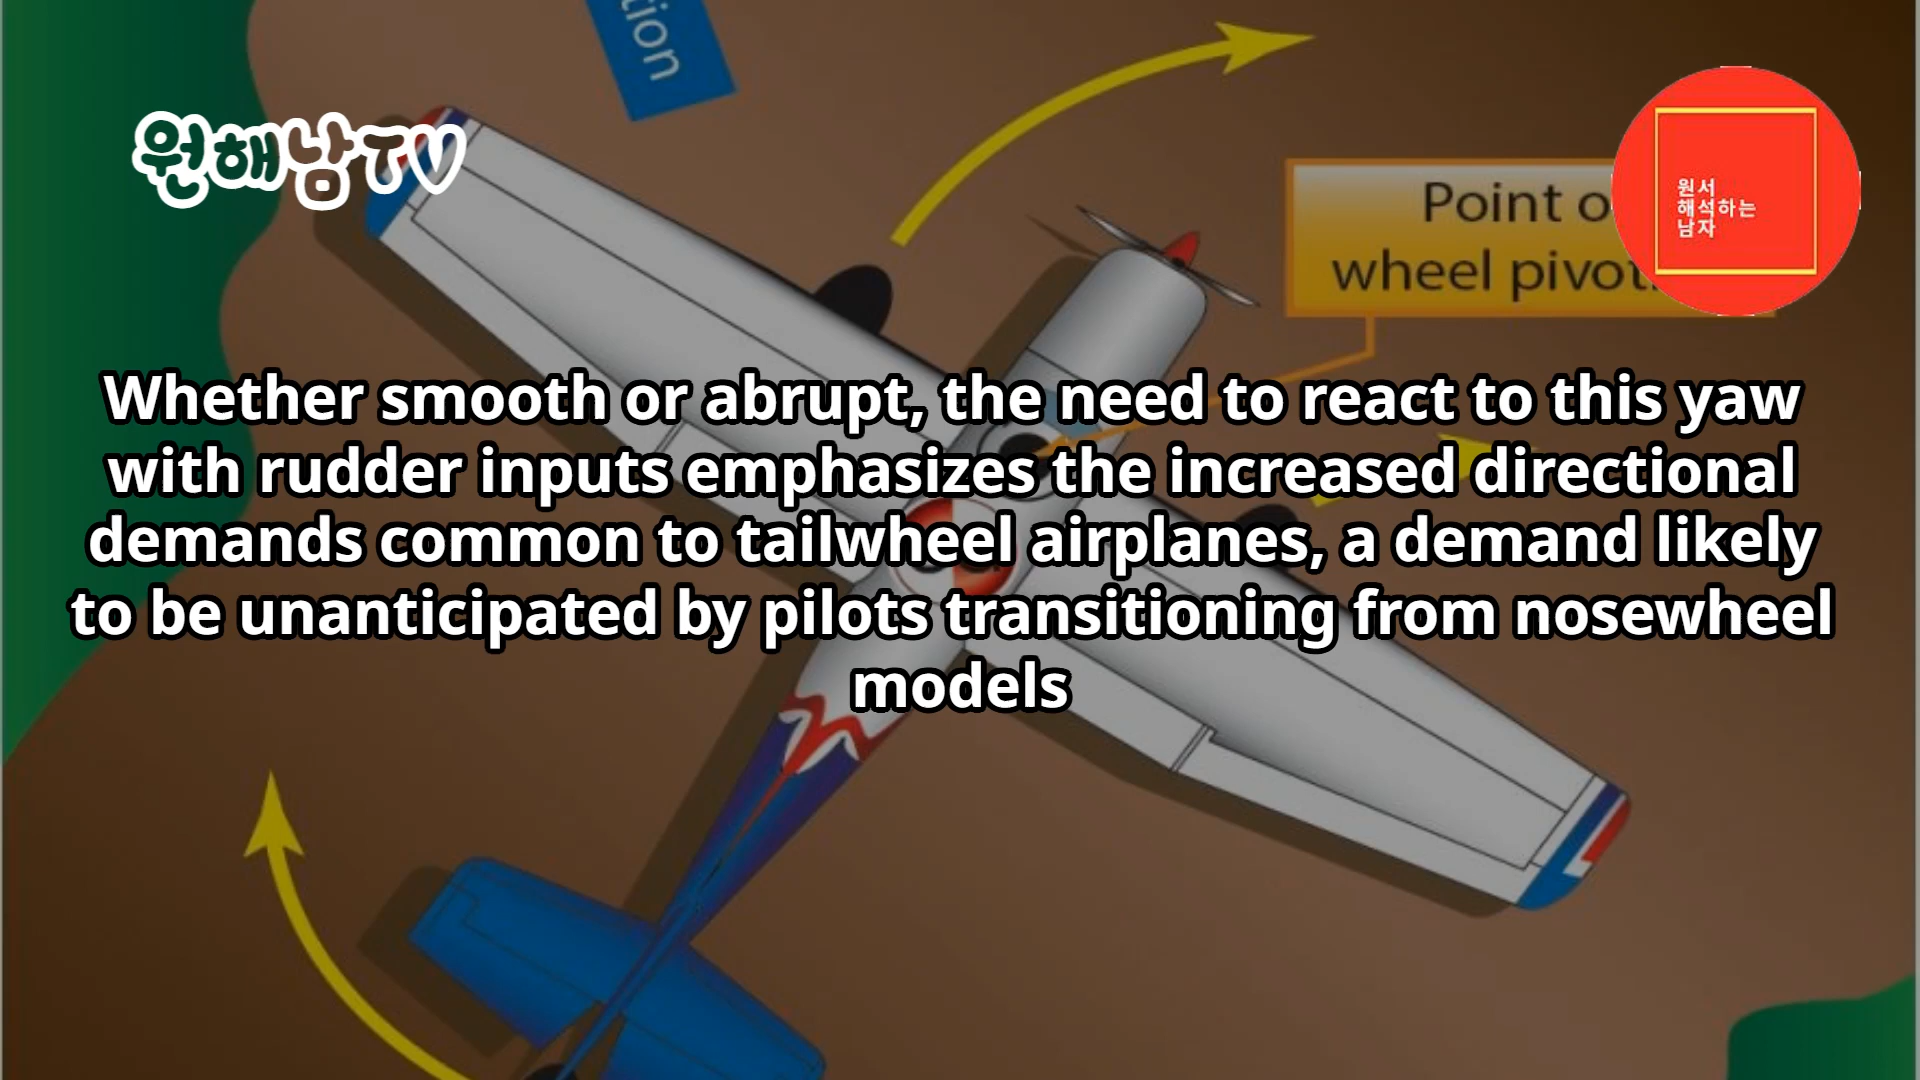 tion
원해남TV
Point o
wheel pivot
원서
해석하는
남자
Whether smooth or abrupt, the need to react to this yaw
with rudder inputs emphasizes the increased directional
demands common to tailwheel airplanes, a demand likely
to be unanticipated by pilots transitioning from nosewheel
models